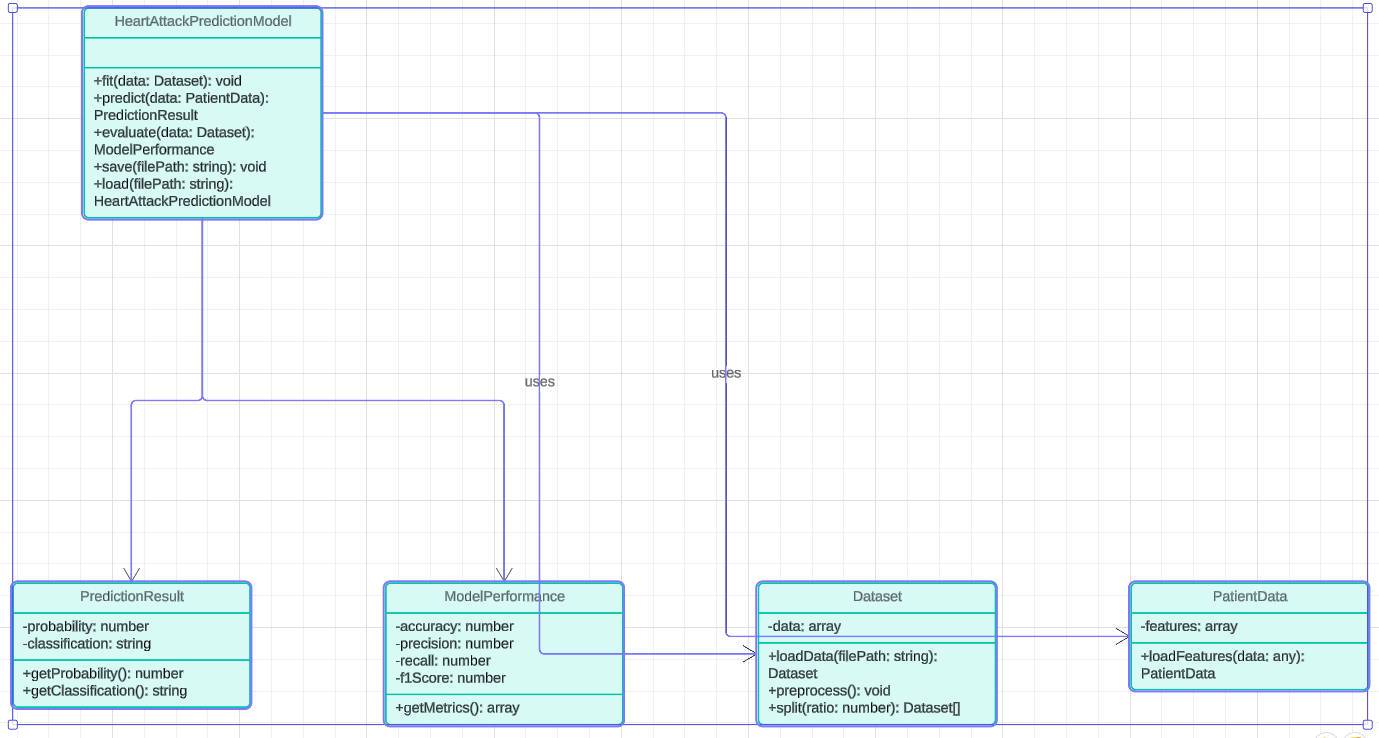 HeartAttackPredictionModel
+fit(data: Dataset): void
+predict(data: PatientData):
PredictionResult
+evaluate(data: Dataset):
ModelPerformance
+save(filePath: string): void
+load(filePath: string):
HeartAttackPredictionModel
uses
uses
PredictionResult
-probability: number
-classification: string
+getProbability(): number
+getClassification(): string
ModelPerformance
-accuracy: number
-precision: number
-recall: number
-f1Score: number
+getMetrics(): array
Dataset
-data: array
+loadData(filePath: string):
Dataset
+preprocess(): void
+split(ratio: number): Dataset[]
PatientData
-features: array
+loadFeatures(data: any):
PatientData